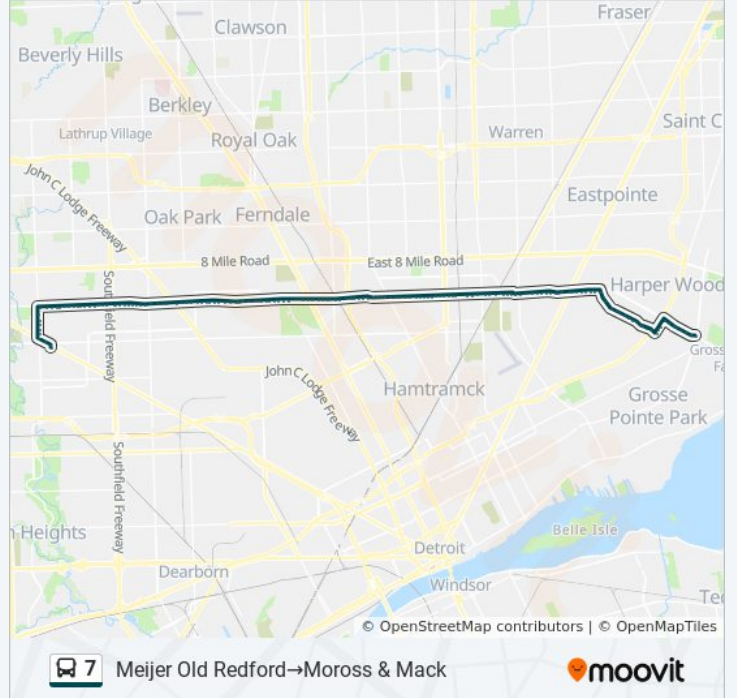 Fraser
Clawson
Beverly Hills
Berkley
Saint C
Lathrup Village
Royal Oak
Warren
John C Lodge Freeway
Eastpointe
Oak Park
Ferndale
8 Mile Road
East 8 Mile Road
Harper Wood
Southfield Freeway
Gross
Fa
John C Lodge Freeway
Hamtramck
Grosse
Pointe Park
Southfield Freeway
n Heights
Belle Isle
Detroit
Dearborn
Windsor
Te
© OpenStreetMap contributors | © OpenMapTiles
7 Meijer Old Redford→Moross & Mack
moovit